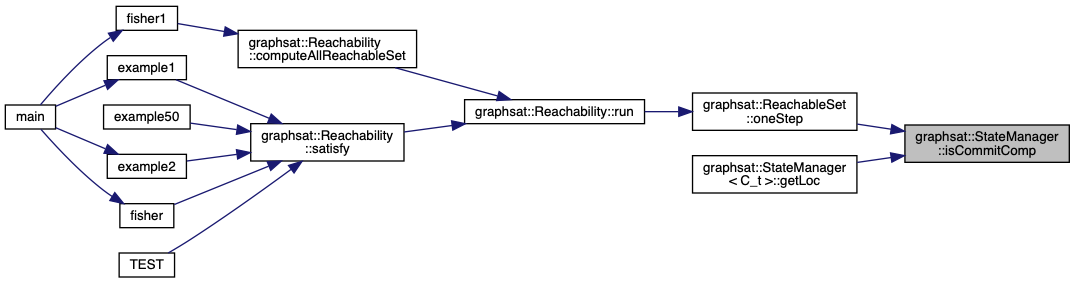 fisher1
graphsat::Reachability
::computeAllReachableSet
example1
main
example50
graphsat::Reachability
::satisfy
example2
fisher
TEST
graphsat::Reachability::run
graphsat::ReachableSet
::oneStep
graphsat::StateManager
< C_t >::getLoc
graphsat::StateManager
::isCommitComp